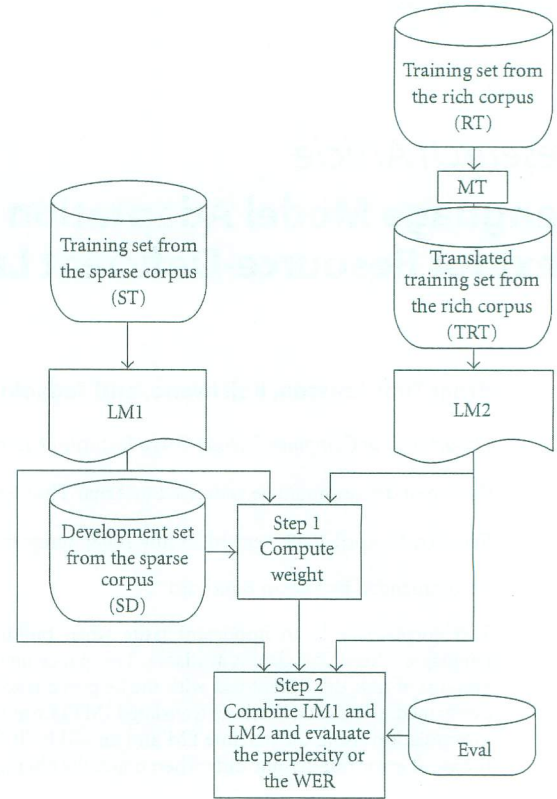 Training set from
the rich corpus
(RT)
MT
Training set from
the sparse corpus
(ST)
Translated
training set from
the rich corpus
(TRT)
LM1
LM2
Development set
from the sparse
corpus
(SD)
Step 1
Compute
weight
Step 2
Combine LM1 and
LM2 and evaluate
the perplexity or
the WER
Eval